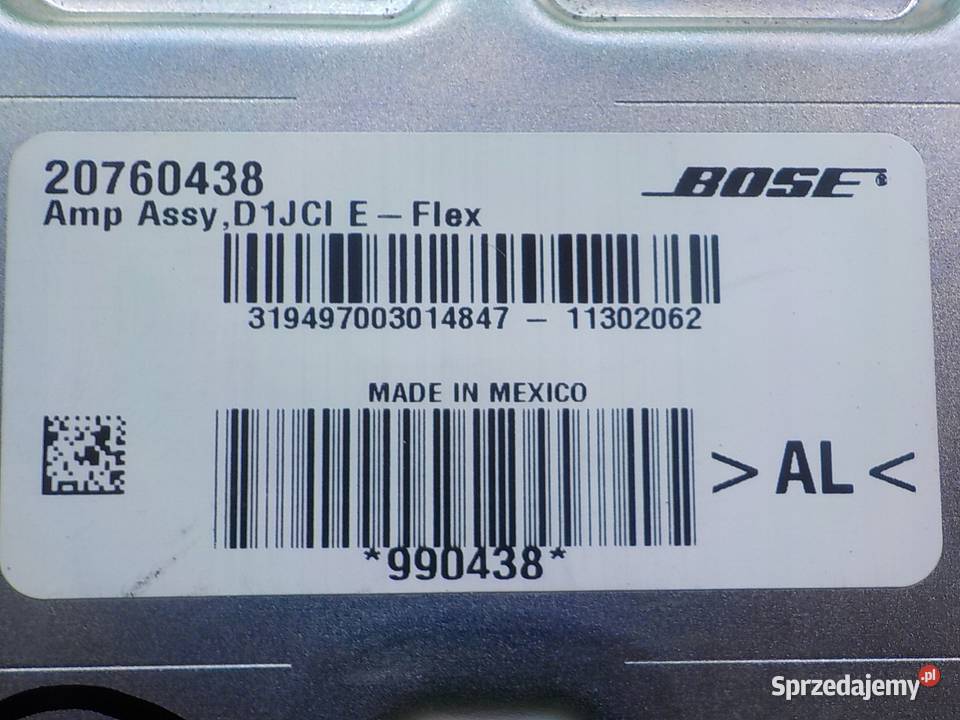 20760438
BOSE®
Amp Assy,D1JCI E-Flex
319497003014847 - 11302062
MADE IN MEXICO
>AL<
*990438*
Sprzedajemy.pl